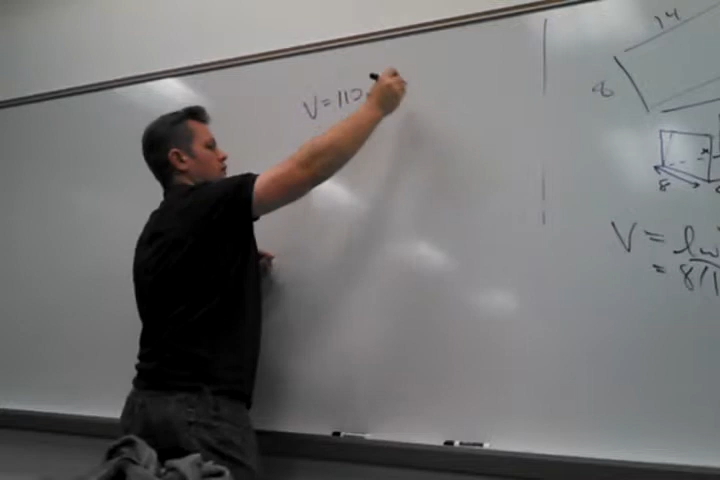 V=112
14
8
8
V = lw
= 8(1